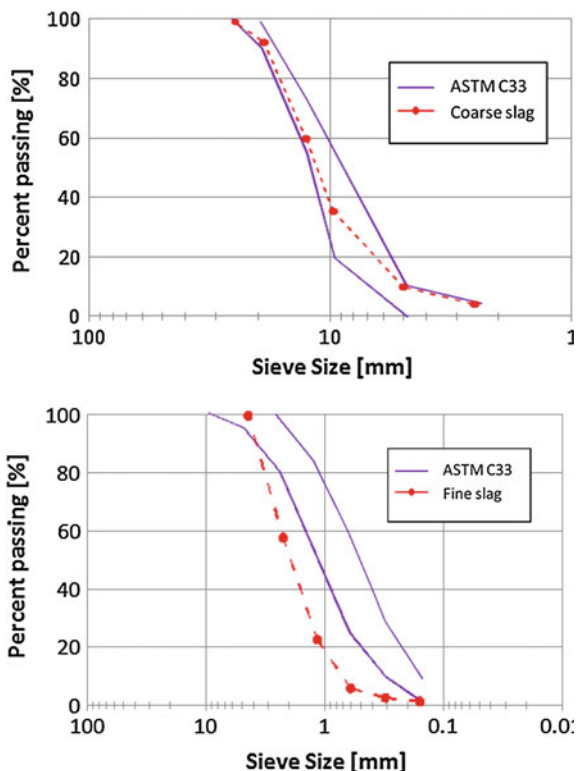 Percent passing [%]
100
80
60
40
20
0
ASTM C33
Coarse slag
100
10
1
Sieve Size [mm]
Percent passing [%]
100
80
60
40
20
0
ASTM C33
Fine slag
100
10
1
0.1
0.01
Sieve Size [mm]